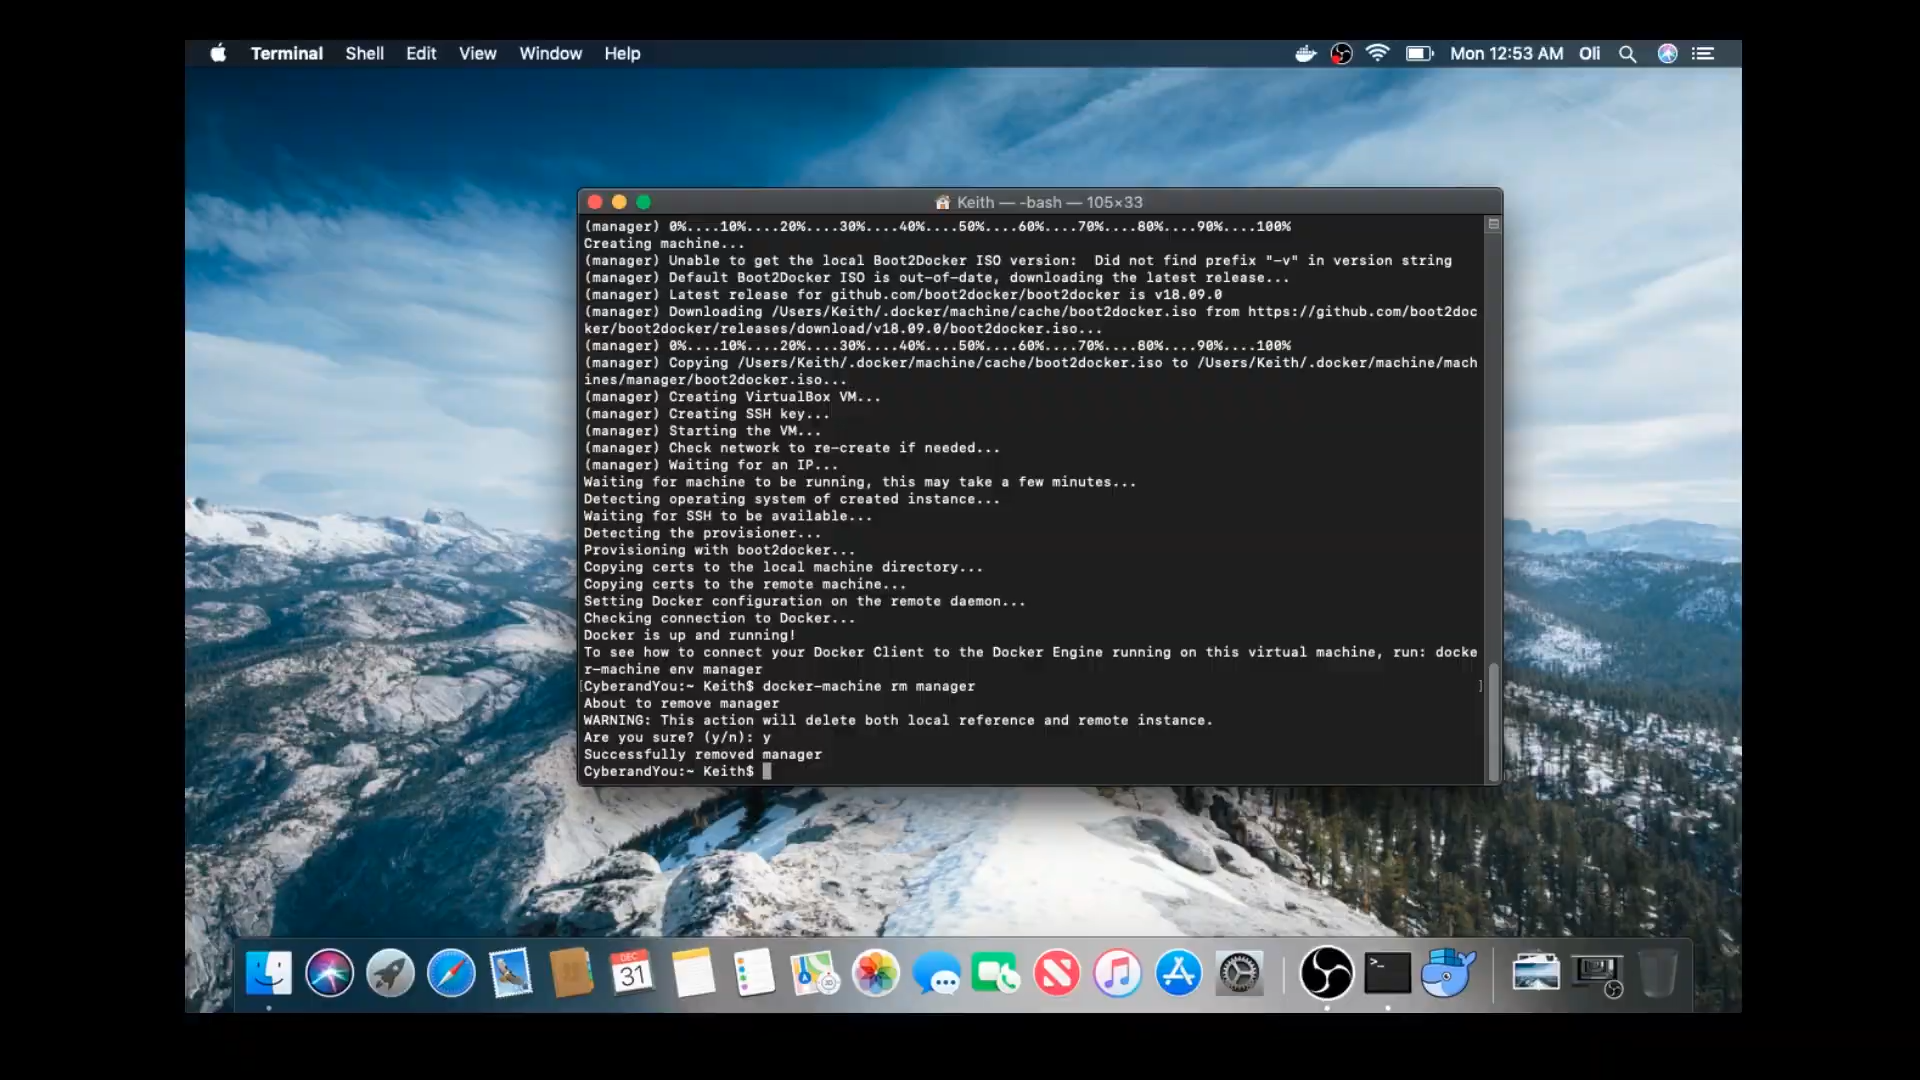 Terminal Shell Edit View Window Help Mon 12:53 AM Oli
Keith — -bash — 105×33
(manager) 0%....10%....20%....30%....40%....50%....60%....70%....80%....90%....100%
Creating machine...
(manager) Unable to get the local Boot2Docker ISO version:  Did not find prefix "-v" in version string
(manager) Default Boot2Docker ISO is out-of-date, downloading the latest release...
(manager) Latest release for github.com/boot2docker/boot2docker is v18.09.0
(manager) Downloading /Users/Keith/.docker/machine/cache/boot2docker.iso from https://github.com/boot2doc
ker/boot2docker/releases/download/v18.09.0/boot2docker.iso...
(manager) 0%....10%....20%....30%....40%....50%....60%....70%....80%....90%....100%
(manager) Copying /Users/Keith/.docker/machine/cache/boot2docker.iso to /Users/Keith/.docker/machine/mach
ines/manager/boot2docker.iso...
(manager) Creating VirtualBox VM...
(manager) Creating SSH key...
(manager) Starting the VM...
(manager) Check network to re-create if needed...
(manager) Waiting for an IP...
Waiting for machine to be running, this may take a few minutes...
Detecting operating system of created instance...
Waiting for SSH to be available...
Detecting the provisioner...
Provisioning with boot2docker...
Copying certs to the local machine directory...
Copying certs to the remote machine...
Setting Docker configuration on the remote daemon...
Checking connection to Docker...
Docker is up and running!
To see how to connect your Docker Client to the Docker Engine running on this virtual machine, run: docke
r-machine env manager
[CyberandYou:~ Keith$ docker-machine rm manager ]
About to remove manager
WARNING: This action will delete both local reference and remote instance.
Are you sure? (y/n): y
Successfully removed manager
CyberandYou:~ Keith$
DEC
31
>_